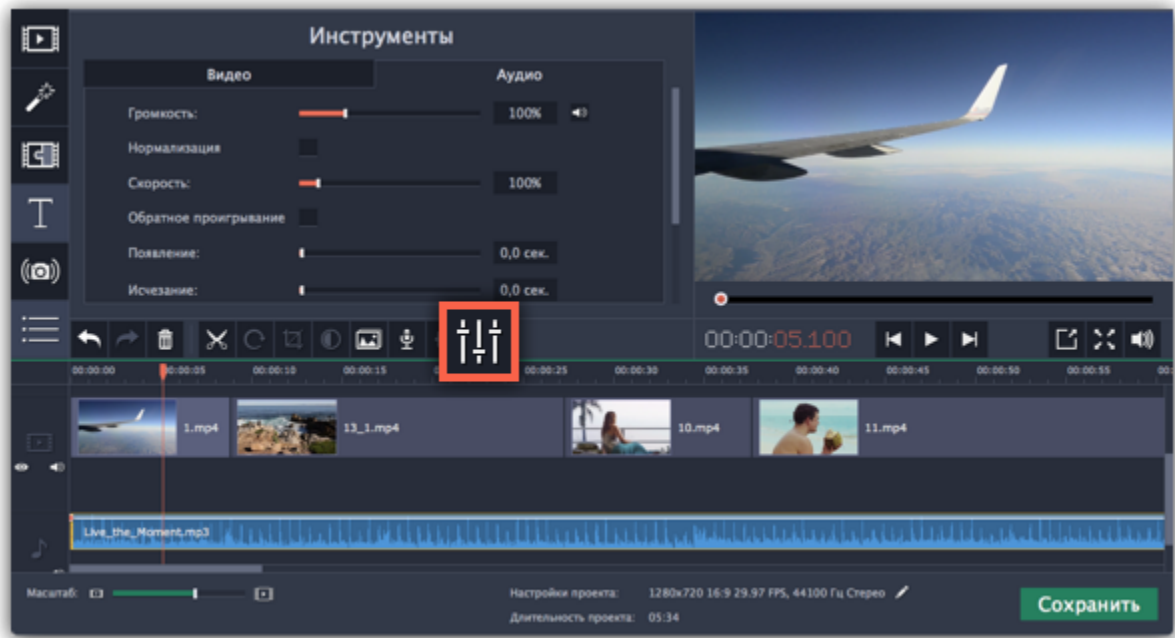 Инструменты
Видео
Аудио
Громкость:
100%
Нормализация
Скорость:
100%
Обратное проигрывание
Появление:
0,0 сек.
Исчезание:
0,0 сек.
00:00:05.100
00:00:00
00:00:05
00:00:10
00:00:15
00:00:25
00:00:30
00:00:35
00:00:40
00:00:45
00:00:50
00:00:55
1.mp4
13_1.mp4
10.mp4
11.mp4
Live_the_Moment.mp3
Масштаб:
Настройки проекта: 1280x720 16:9 29.97 FPS, 44100 Гц Стерео
Длительность проекта: 05:34
Сохранить